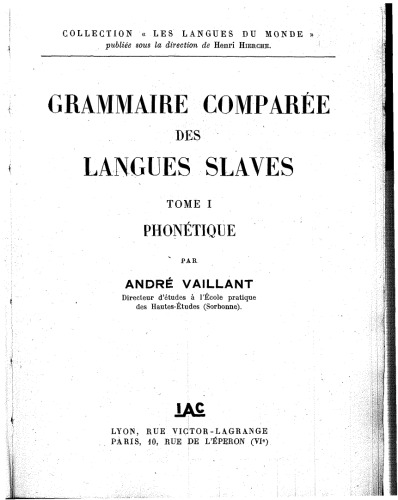 COLLECTION « LES LANGUES DU MONDE »
publiée sous la direction de Henri HIERCHE.
GRAMMAIRE COMPARÉE
DES
LANGUES SLAVES
TOME I
PHONÉTIQUE
PAR
ANDRÉ VAILLANT
Directeur d'études à l'École pratique
des Hautes-Études (Sorbonne).
IAC
LYON, RUE VICTOR-LAGRANGE
PARIS, 10, RUE DE L'ÉPERON (VIe)